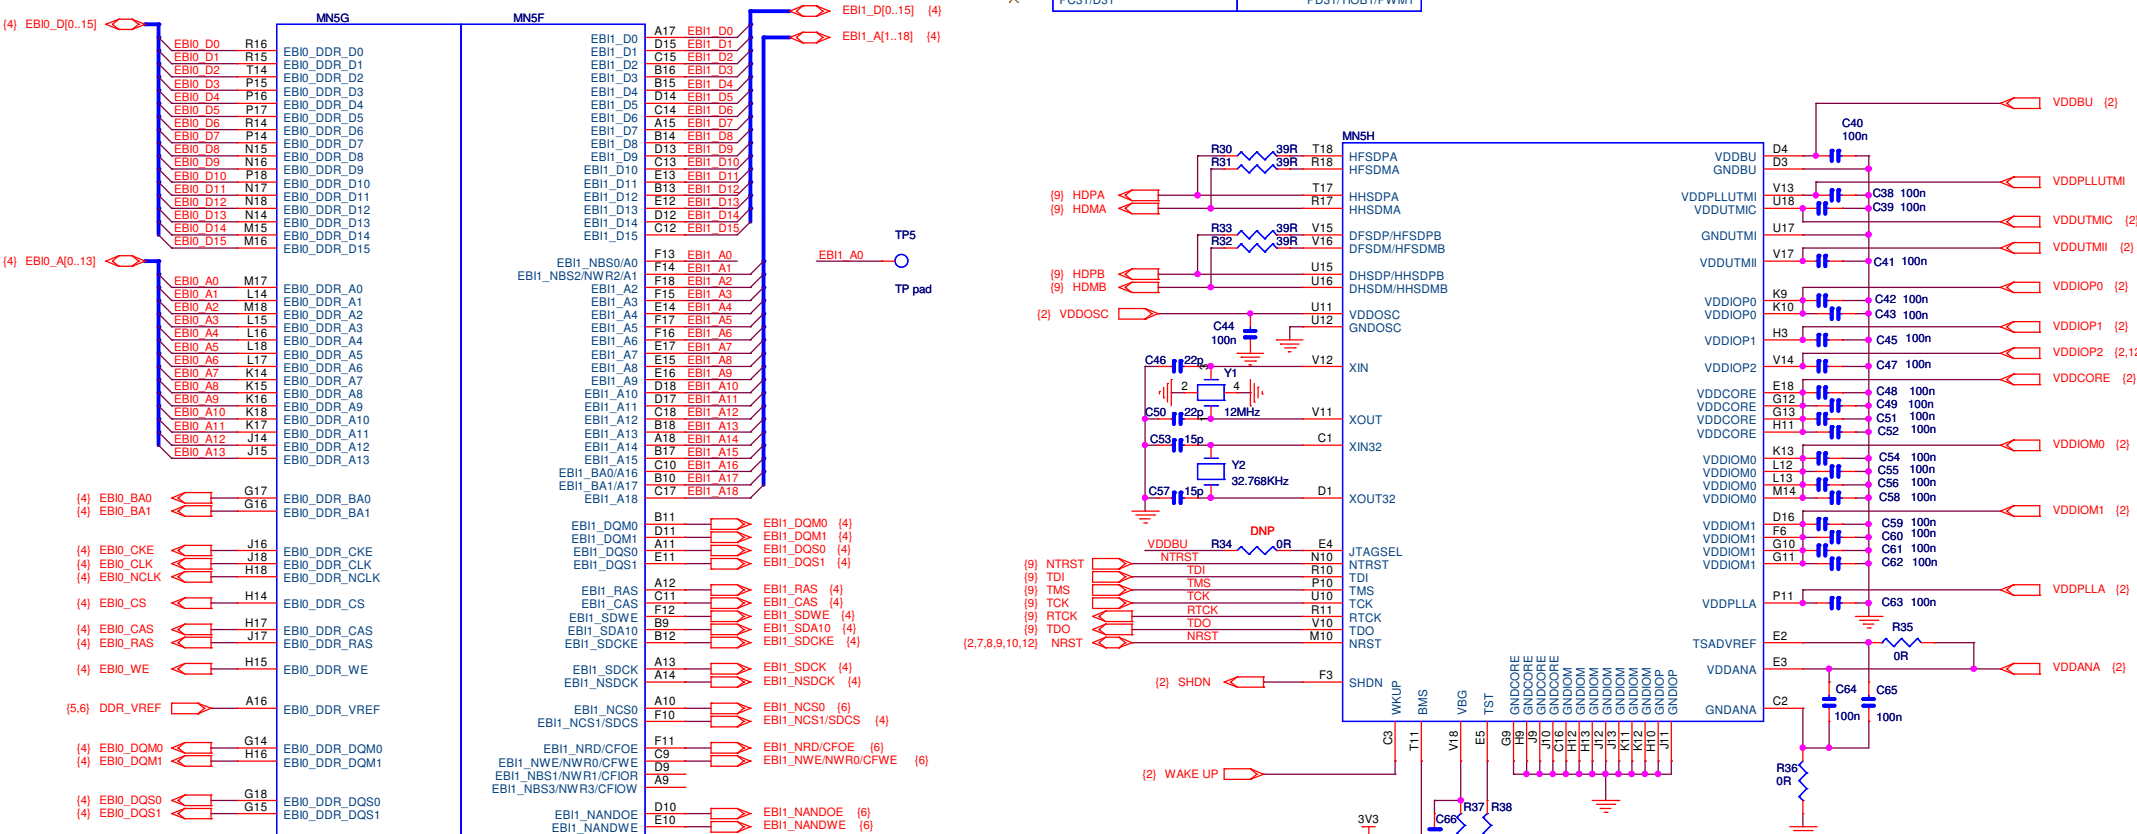 MN5G
MN5F
{4} EBI0_D[0..15]
EBI0_D0 R16 EBI0_DDR_D0
EBI0_D1 R15 EBI0_DDR_D1
EBI0_D2 T14 EBI0_DDR_D2
EBI0_D3 P15 EBI0_DDR_D3
EBI0_D4 P16 EBI0_DDR_D4
EBI0_D5 P17 EBI0_DDR_D5
EBI0_D6 R14 EBI0_DDR_D6
EBI0_D7 P14 EBI0_DDR_D7
EBI0_D8 N15 EBI0_DDR_D8
EBI0_D9 N16 EBI0_DDR_D9
EBI0_D10 P18 EBI0_DDR_D10
EBI0_D11 N17 EBI0_DDR_D11
EBI0_D12 N18 EBI0_DDR_D12
EBI0_D13 N14 EBI0_DDR_D13
EBI0_D14 M15 EBI0_DDR_D14
EBI0_D15 M16 EBI0_DDR_D15
{4} EBI0_A[0..13]
EBI0_A0 M17 EBI0_DDR_A0
EBI0_A1 L14 EBI0_DDR_A1
EBI0_A2 M18 EBI0_DDR_A2
EBI0_A3 L15 EBI0_DDR_A3
EBI0_A4 L16 EBI0_DDR_A4
EBI0_A5 L18 EBI0_DDR_A5
EBI0_A6 L17 EBI0_DDR_A6
EBI0_A7 K14 EBI0_DDR_A7
EBI0_A8 K15 EBI0_DDR_A8
EBI0_A9 K16 EBI0_DDR_A9
EBI0_A10 K18 EBI0_DDR_A10
EBI0_A11 K17 EBI0_DDR_A11
EBI0_A12 J14 EBI0_DDR_A12
EBI0_A13 J15 EBI0_DDR_A13
{4} EBI0_BA0 G17 EBI0_DDR_BA0
{4} EBI0_BA1 G16 EBI0_DDR_BA1
{4} EBI0_CKE J16 EBI0_DDR_CKE
{4} EBI0_CLK J18 EBI0_DDR_CLK
{4} EBI0_NCLK H18 EBI0_DDR_NCLK
{4} EBI0_CS H14 EBI0_DDR_CS
{4} EBI0_CAS H17 EBI0_DDR_CAS
{4} EBI0_RAS J17 EBI0_DDR_RAS
{4} EBI0_WE H15 EBI0_DDR_WE
{5,6} DDR_VREF A16 EBI0_DDR_VREF
{4} EBI0_DQM0 G14 EBI0_DDR_DQM0
{4} EBI0_DQM1 H16 EBI0_DDR_DQM1
{4} EBI0_DQS0 G18 EBI0_DDR_DQS0
{4} EBI0_DQS1 G15 EBI0_DDR_DQS1
EBI1_D[0..15] {4}
EBI1_A[1..18] {4}
EBI1_D0 A17 EBI1_D0
EBI1_D1 D15 EBI1_D1
EBI1_D2 C15 EBI1_D2
EBI1_D3 B16 EBI1_D3
EBI1_D4 B15 EBI1_D4
EBI1_D5 D14 EBI1_D5
EBI1_D6 C14 EBI1_D6
EBI1_D7 A15 EBI1_D7
EBI1_D8 B14 EBI1_D8
EBI1_D9 D13 EBI1_D9
EBI1_D10 C13 EBI1_D10
EBI1_D11 E13 EBI1_D11
EBI1_D12 B13 EBI1_D12
EBI1_D13 E12 EBI1_D13
EBI1_D14 D12 EBI1_D14
EBI1_D15 C12 EBI1_D15
EBI1_NBS0/A0 F13 EBI1_A0
EBI1_NBS2/NWR2/A1 F14 EBI1_A1
EBI1_A2 F18 EBI1_A2
EBI1_A3 F15 EBI1_A3
EBI1_A4 E14 EBI1_A4
EBI1_A5 F17 EBI1_A5
EBI1_A6 F16 EBI1_A6
EBI1_A7 E17 EBI1_A7
EBI1_A8 E15 EBI1_A8
EBI1_A9 E16 EBI1_A9
EBI1_A10 D18 EBI1_A10
EBI1_A11 D17 EBI1_A11
EBI1_A12 C18 EBI1_A12
EBI1_A13 B18 EBI1_A13
EBI1_A14 A18 EBI1_A14
EBI1_A15 B17 EBI1_A15
EBI1_BA0/A16 C10 EBI1_A16
EBI1_BA1/A17 B10 EBI1_A17
EBI1_A18 C17 EBI1_A18
EBI1_DQM0 B11 EBI1_DQM0 {4}
EBI1_DQM1 D11 EBI1_DQM1 {4}
EBI1_DQS0 A11 EBI1_DQS0 {4}
EBI1_DQS1 E11 EBI1_DQS1 {4}
EBI1_RAS A12 EBI1_RAS {4}
EBI1_CAS C11 EBI1_CAS {4}
EBI1_SDWE F12 EBI1_SDWE {4}
EBI1_SDA10 B9 EBI1_SDA10 {4}
EBI1_SDCKE B12 EBI1_SDCKE {4}
EBI1_SDCK A13 EBI1_SDCK {4}
EBI1_NSDCK A14 EBI1_NSDCK {4}
EBI1_NCS0 A10 EBI1_NCS0 {6}
EBI1_NCS1/SDCS F10 EBI1_NCS1/SDCS {4}
EBI1_NRD/CFOE F11 EBI1_NRD/CFOE {6}
EBI1_NWE/NWR0/CFWE C9 EBI1_NWE/NWR0/CFWE {6}
EBI1_NBS1/NWR1/CFIOR D9
EBI1_NBS3/NWR3/CFIOW A9
EBI1_NANDOE D10 EBI1_NANDOE {6}
EBI1_NANDWE E10 EBI1_NANDWE {6}
TP5
EBI1_A0
TP pad
MN5H
R30 39R T18 HFSDPA
R31 39R R18 HFSDMA
{9} HDPA T17 HHSDPA
{9} HDMA R17 HHSDMA
R33 39R V15 DFSDP/HFSDPB
R32 39R V16 DFSDM/HFSDMB
{9} HDPB U15 DHSDP/HHSDPB
{9} HDMB U16 DHSDM/HHSDMB
{2} VDDOSC U11 VDDOSC
U12 GNDOSC
C44
100n
C46 22p V12 XIN
Y1
2 4
C50 22p 12MHz V11 XOUT
C53 15p C1 XIN32
Y2
32.768KHz
C57 15p D1 XOUT32
DNP
VDDBU R34 0R E4 JTAGSEL
{9} NTRST NTRST N10 NTRST
{9} TDI TDI R10 TDI
{9} TMS TMS P10 TMS
{9} TCK TCK U10 TCK
{9} RTCK RTCK R11 RTCK
{9} TDO TDO V10 TDO
{2,7,8,9,10,12} NRST NRST M10 NRST
{2} SHDN F3 SHDN
WKUP C3
BMS T11
VBG V18
TST E5
GNDCORE G9
GNDCORE H9
GNDCORE J9
GNDCORE J10
GNDIOM C16
GNDIOM H12
GNDIOM H13
GNDIOM J12
GNDIOM J13
GNDIOM K11
GNDIOM K12
GNDIOP H10
GNDIOP J11
{2} WAKE UP
3V3
C66
R37
R38
VDDBU {2}
C40
100n
VDDBU D4
GNDBU D3
VDDPLLUTMI
VDDPLLUTMI V13 C38 100n
VDDUTMIC U18 C39 100n
VDDUTMIC {2}
GNDUTMI U17
VDDUTMII {2}
VDDUTMII V17 C41 100n
VDDIOP0 {2}
VDDIOP0 K9 C42 100n
VDDIOP0 K10 C43 100n
VDDIOP1 {2}
VDDIOP1 H3 C45 100n
VDDIOP2 {2,12
VDDIOP2 V14 C47 100n
VDDCORE {2}
VDDCORE E18 C48 100n
VDDCORE G12 C49 100n
VDDCORE G13 C51 100n
VDDCORE H11 C52 100n
VDDIOM0 {2}
VDDIOM0 K13 C54 100n
VDDIOM0 L12 C55 100n
VDDIOM0 L13 C56 100n
VDDIOM0 M14 C58 100n
VDDIOM1 {2}
VDDIOM1 D16 C59 100n
VDDIOM1 F6 C60 100n
VDDIOM1 G10 C61 100n
VDDIOM1 G11 C62 100n
VDDPLLA {2}
VDDPLLA P11 C63 100n
TSADVREF E2 R35
0R
VDDANA E3 VDDANA {2}
C64 C65
100n 100n
GNDANA C2
R36
0R